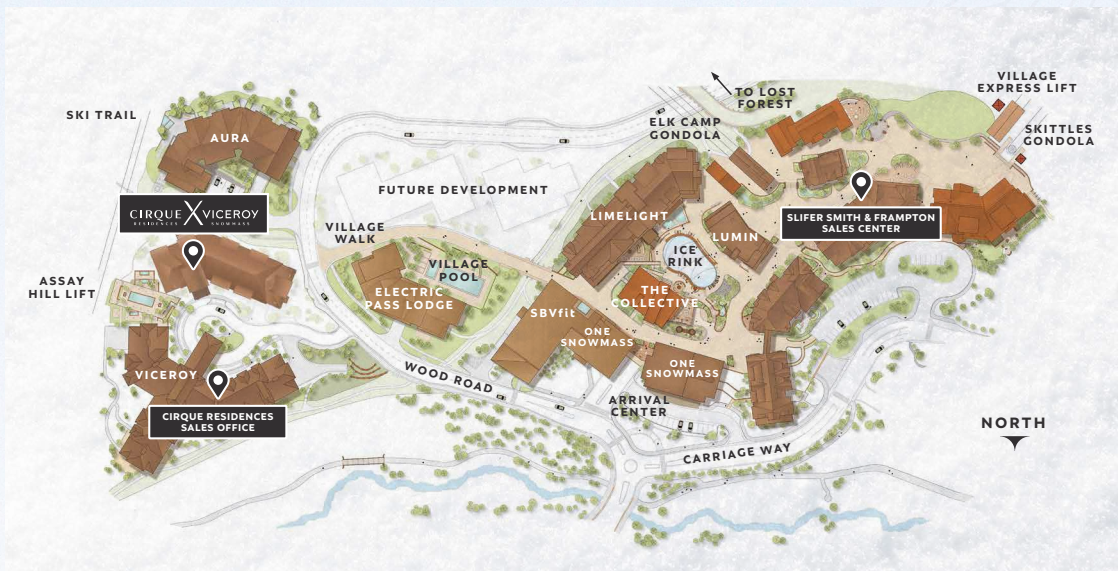 VILLAGE
EXPRESS LIFT
TO LOST
FOREST
SKI TRAIL
AURA
ELK CAMP
GONDOLA
SKITTLES
GONDOLA
FUTURE DEVELOPMENT
CIRQUE X VICEROY
RESIDENCES SNOWMASS
LIMELIGHT
SLIFER SMITH & FRAMPTON
SALES CENTER
VILLAGE
WALK
LUMIN
ICE
RINK
VILLAGE
POOL
ASSAY
HILL LIFT
ELECTRIC
PASS LODGE
THE
COLLECTIVE
SBVfit
ONE
SNOWMASS
ONE
SNOWMASS
VICEROY
WOOD ROAD
ARRIVAL
CENTER
CIRQUE RESIDENCES
SALES OFFICE
NORTH
CARRIAGE WAY